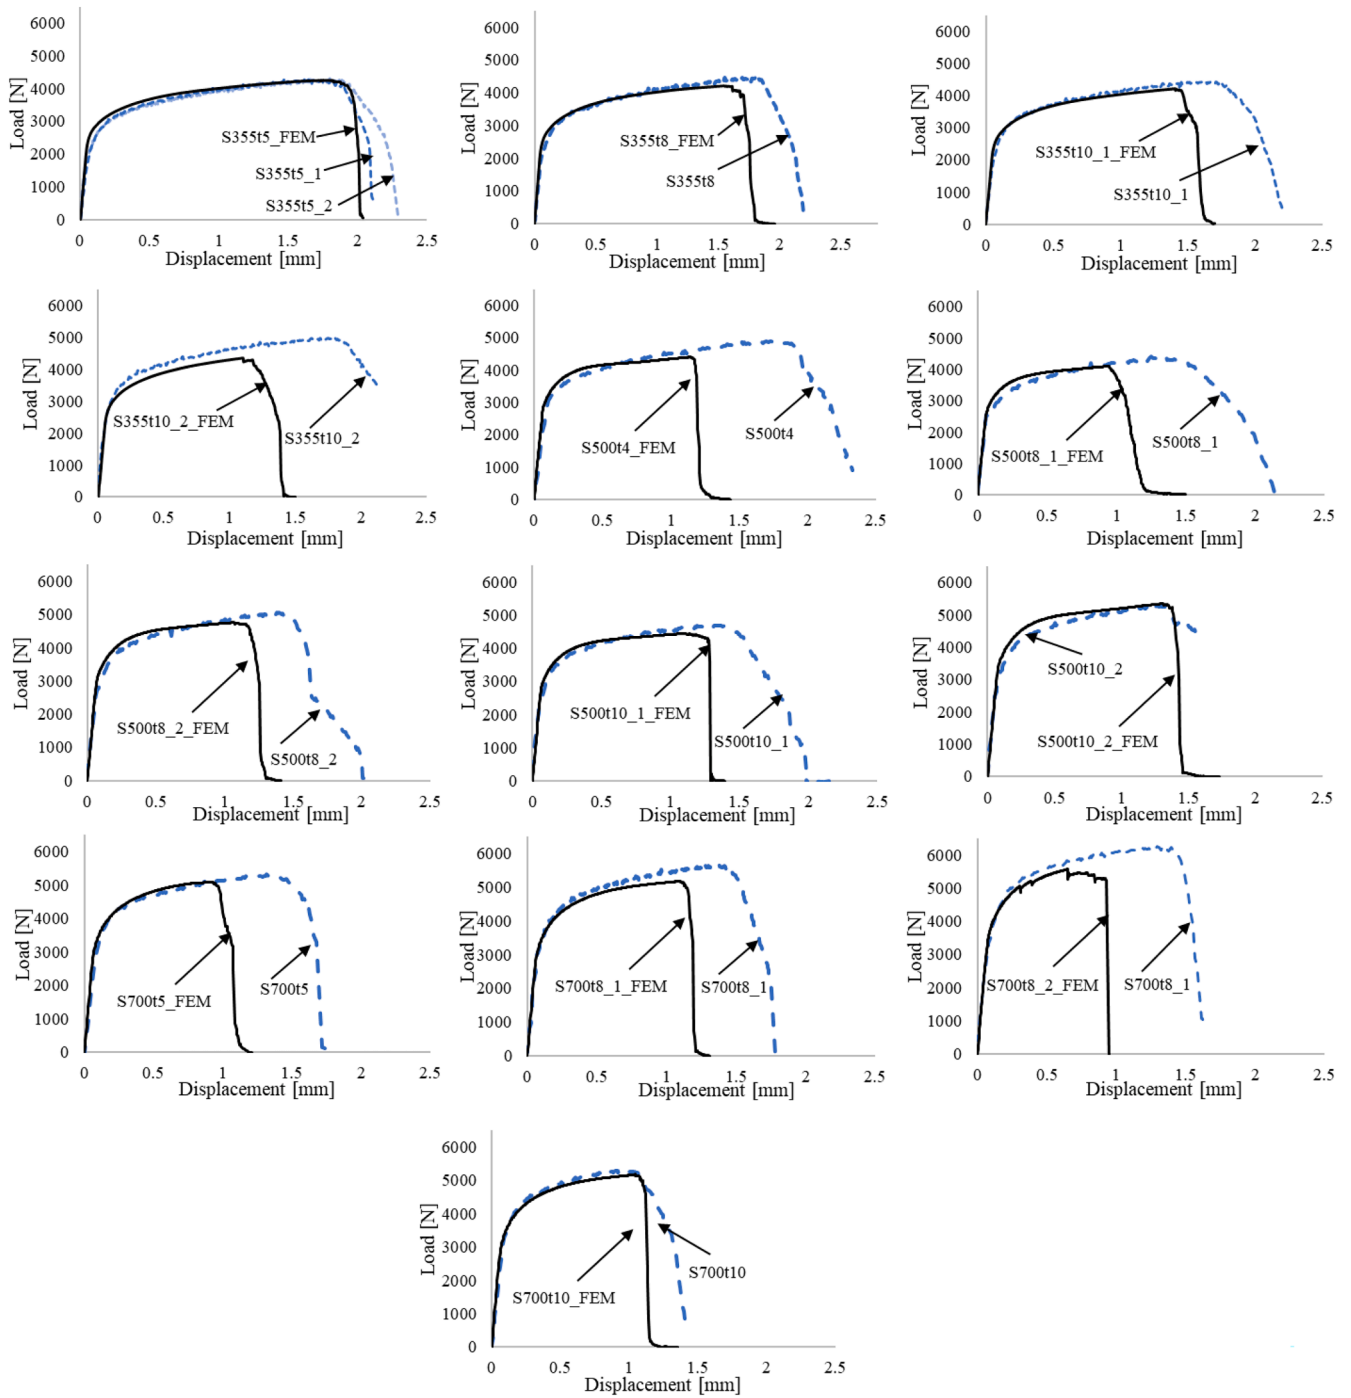 6000
5000
4000
3000
2000
1000
0
Load [N]
S355t5_FEM
S355t5_1
S355t5_2
0 0.5 1 1.5 2 2.5
Displacement [mm]
6000
5000
4000
3000
2000
1000
0
Load [N]
S355t8_FEM
S355t8
0 0.5 1 1.5 2 2.5
Displacement [mm]
6000
5000
4000
3000
2000
1000
0
Load [N]
S355t10_1_FEM
S355t10_1
0 0.5 1 1.5 2 2.5
Displacement [mm]
6000
5000
4000
3000
2000
1000
0
Load [N]
S355t10_2_FEM
S355t10_2
0 0.5 1 1.5 2 2.5
Displacement [mm]
6000
5000
4000
3000
2000
1000
0
Load [N]
S500t4_FEM
S500t4
0 0.5 1 1.5 2 2.5
Displacement [mm]
6000
5000
4000
3000
2000
1000
0
Load [N]
S500t8_1_FEM
S500t8_1
0 0.5 1 1.5 2 2.5
Displacement [mm]
6000
5000
4000
3000
2000
1000
0
Load [N]
S500t8_2_FEM
S500t8_2
0 0.5 1 1.5 2 2.5
Displacement [mm]
6000
5000
4000
3000
2000
1000
0
Load [N]
S500t10_1_FEM
S500t10_1
0 0.5 1 1.5 2 2.5
Displacement [mm]
6000
5000
4000
3000
2000
1000
0
Load [N]
S500t10_2
S500t10_2_FEM
0 0.5 1 1.5 2 2.5
Displacement [mm]
6000
5000
4000
3000
2000
1000
0
Load [N]
S700t5_FEM
S700t5
0 0.5 1 1.5 2 2.5
Displacement [mm]
6000
5000
4000
3000
2000
1000
0
Load [N]
S700t8_1_FEM
S700t8_1
0 0.5 1 1.5 2 2.5
Displacement [mm]
6000
5000
4000
3000
2000
1000
0
Load [N]
S700t8_2_FEM
S700t8_1
0 0.5 1 1.5 2 2.5
Displacement [mm]
6000
5000
4000
3000
2000
1000
0
Load [N]
S700t10_FEM
S700t10
0 0.5 1 1.5 2 2.5
Displacement [mm]